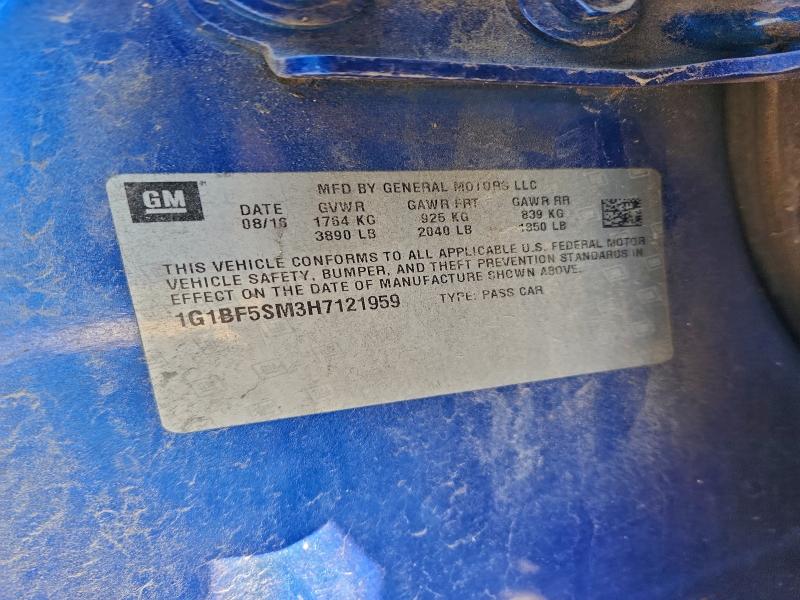 GM
MFD BY GENERAL MOTORS LLC
DATE GVWR GAWR FRT GAWR RR
08/16 1764 KG 925 KG 839 KG
3890 LB 2040 LB 1850 LB
THIS VEHICLE CONFORMS TO ALL APPLICABLE U.S. FEDERAL MOTOR
VEHICLE SAFETY, BUMPER, AND THEFT PREVENTION STANDARDS IN
EFFECT ON THE DATE OF MANUFACTURE SHOWN ABOVE.
1G1BF5SM3H7121959 TYPE: PASS CAR